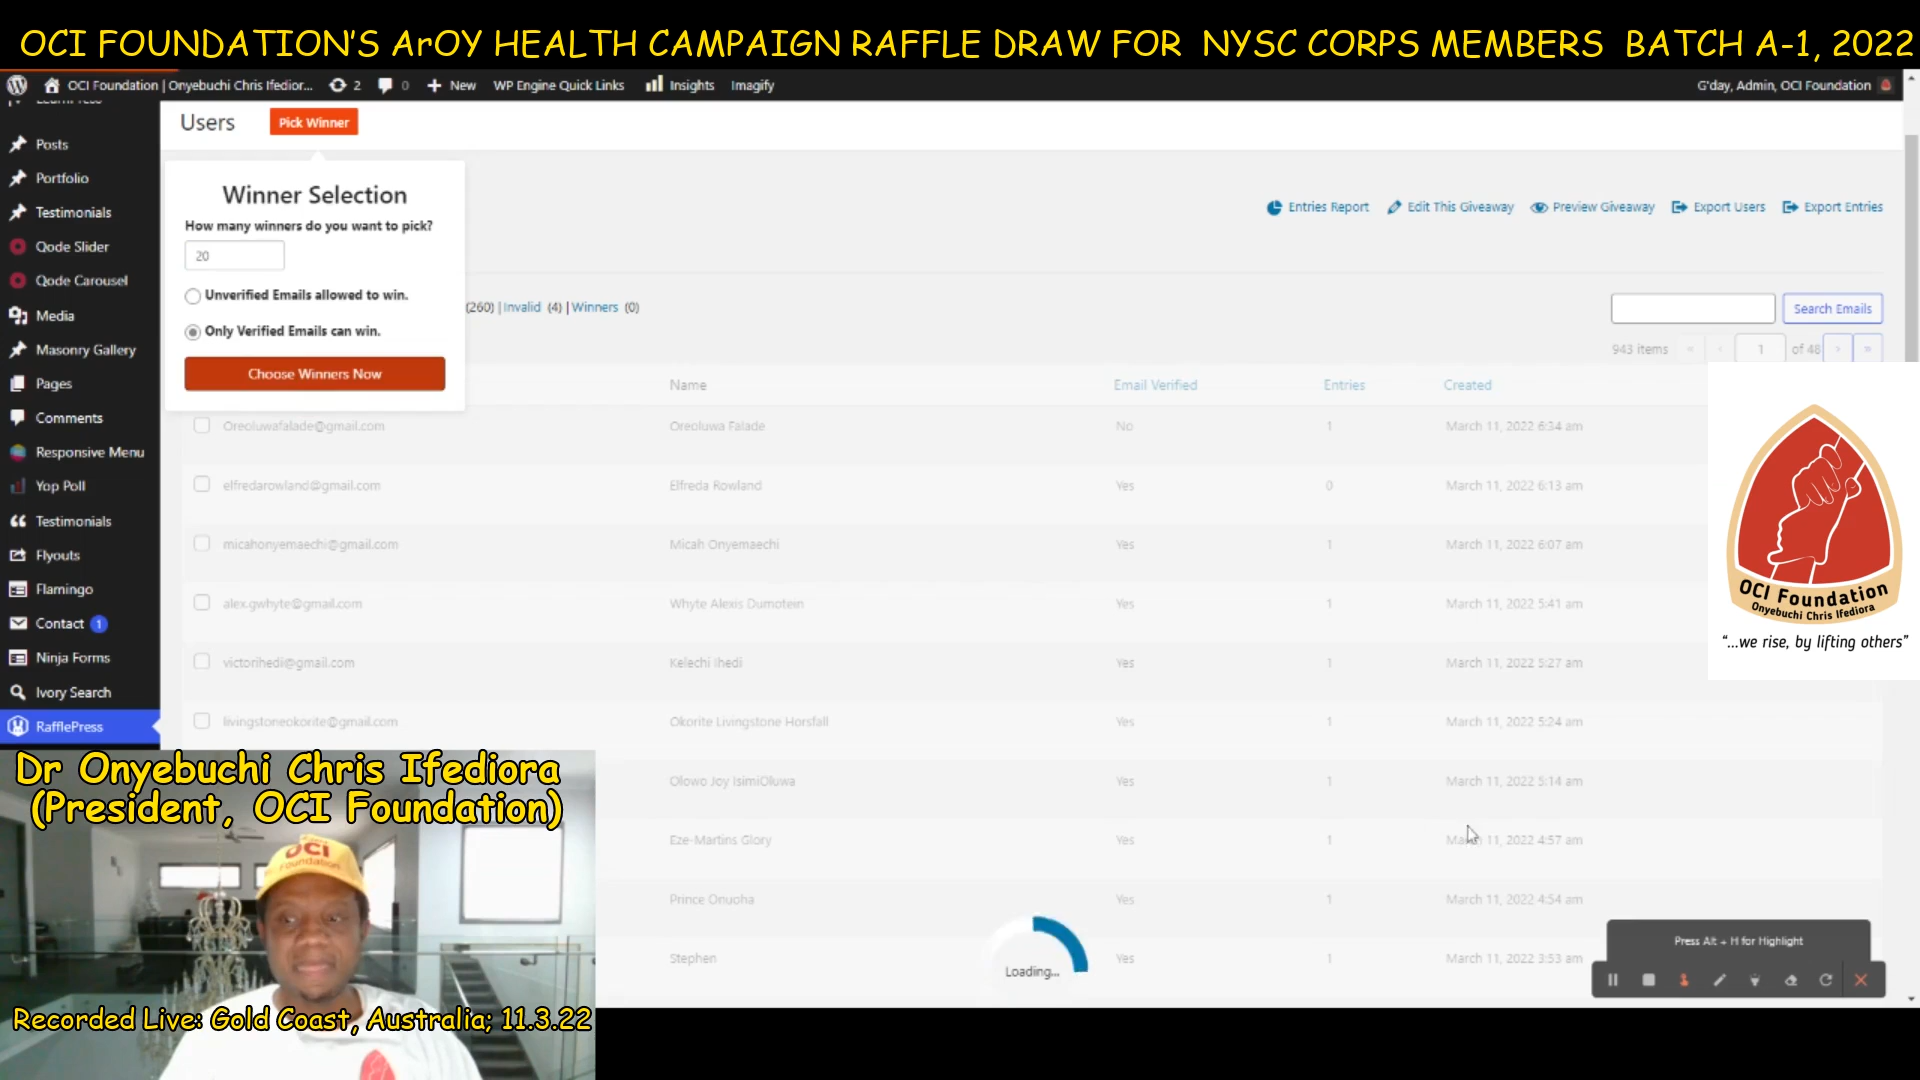 OCI FOUNDATION'S ArOY HEALTH CAMPAIGN RAFFLE DRAW FOR NYSC CORPS MEMBERS BATCH A-1, 2022
OCI Foundation | Onyebuchi Chris Ifedior... 2 0 New WP Engine Quick Links Insights Imagify G'day, Admin, OCI Foundation
LearnPress
Posts
Portfolio
Testimonials
Qode Slider
Qode Carousel
Media
Masonry Gallery
Pages
Comments
Responsive Menu
Yop Poll
Testimonials
Flyouts
Flamingo
Contact 1
Ninja Forms
Ivory Search
RafflePress
Users Pick Winner
Winner Selection
How many winners do you want to pick?
20
Unverified Emails allowed to win.
Only Verified Emails can win.
Choose Winners Now
Entries Report Edit This Giveaway Preview Giveaway Export Users Export Entries
(260) | Invalid (4) | Winners (0)
Search Emails
943 items « ‹ 1 of 48 › »
Name Email Verified Entries Created
Oreoluwafalade@gmail.com Oreoluwa Falade No 1 March 11, 2022 6:34 am
elfredarowland@gmail.com Elfreda Rowland Yes 0 March 11, 2022 6:13 am
micahonyemaechi@gmail.com Micah Onyemaechi Yes 1 March 11, 2022 6:07 am
alex.gwhyte@gmail.com Whyte Alexis Dumotein Yes 1 March 11, 2022 5:41 am
victorihedi@gmail.com Kelechi Ihedi Yes 1 March 11, 2022 5:27 am
livingstoneokorite@gmail.com Okorite Livingstone Horsfall Yes 1 March 11, 2022 5:24 am
Olowo Joy IsimiOluwa Yes 1 March 11, 2022 5:14 am
Eze-Martins Glory Yes 1 March 11, 2022 4:57 am
Prince Onuoha Yes 1 March 11, 2022 4:54 am
Stephen Yes 1 March 11, 2022 3:53 am
Loading...
Press Alt + H for Highlight
OCI Foundation
Onyebuchi Chris Ifediora
"...we rise, by lifting others"
Dr Onyebuchi Chris Ifediora
(President, OCI Foundation)
OCI
Foundation
Recorded Live: Gold Coast, Australia; 11.3.22